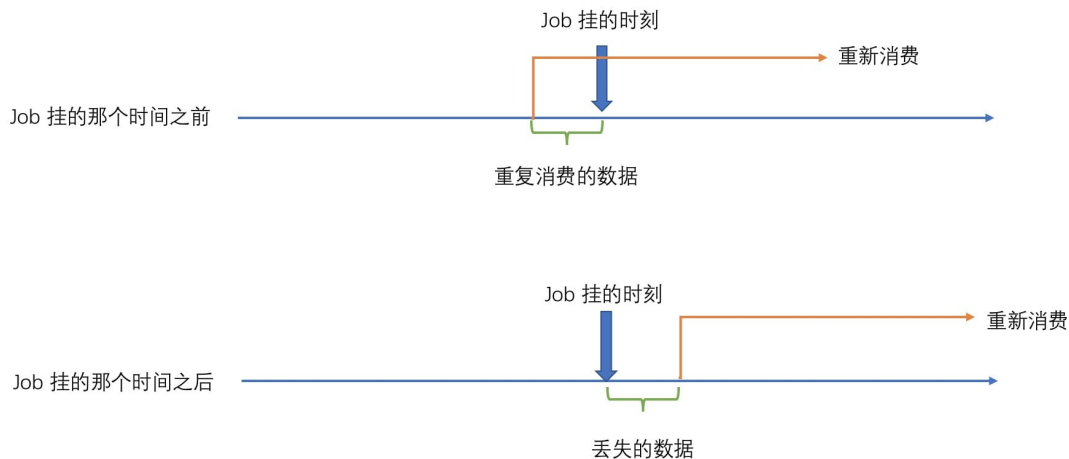 Job 挂的时刻
重新消费
Job 挂的那个时间之前
重复消费的数据
Job 挂的时刻
重新消费
Job 挂的那个时间之后
丢失的数据